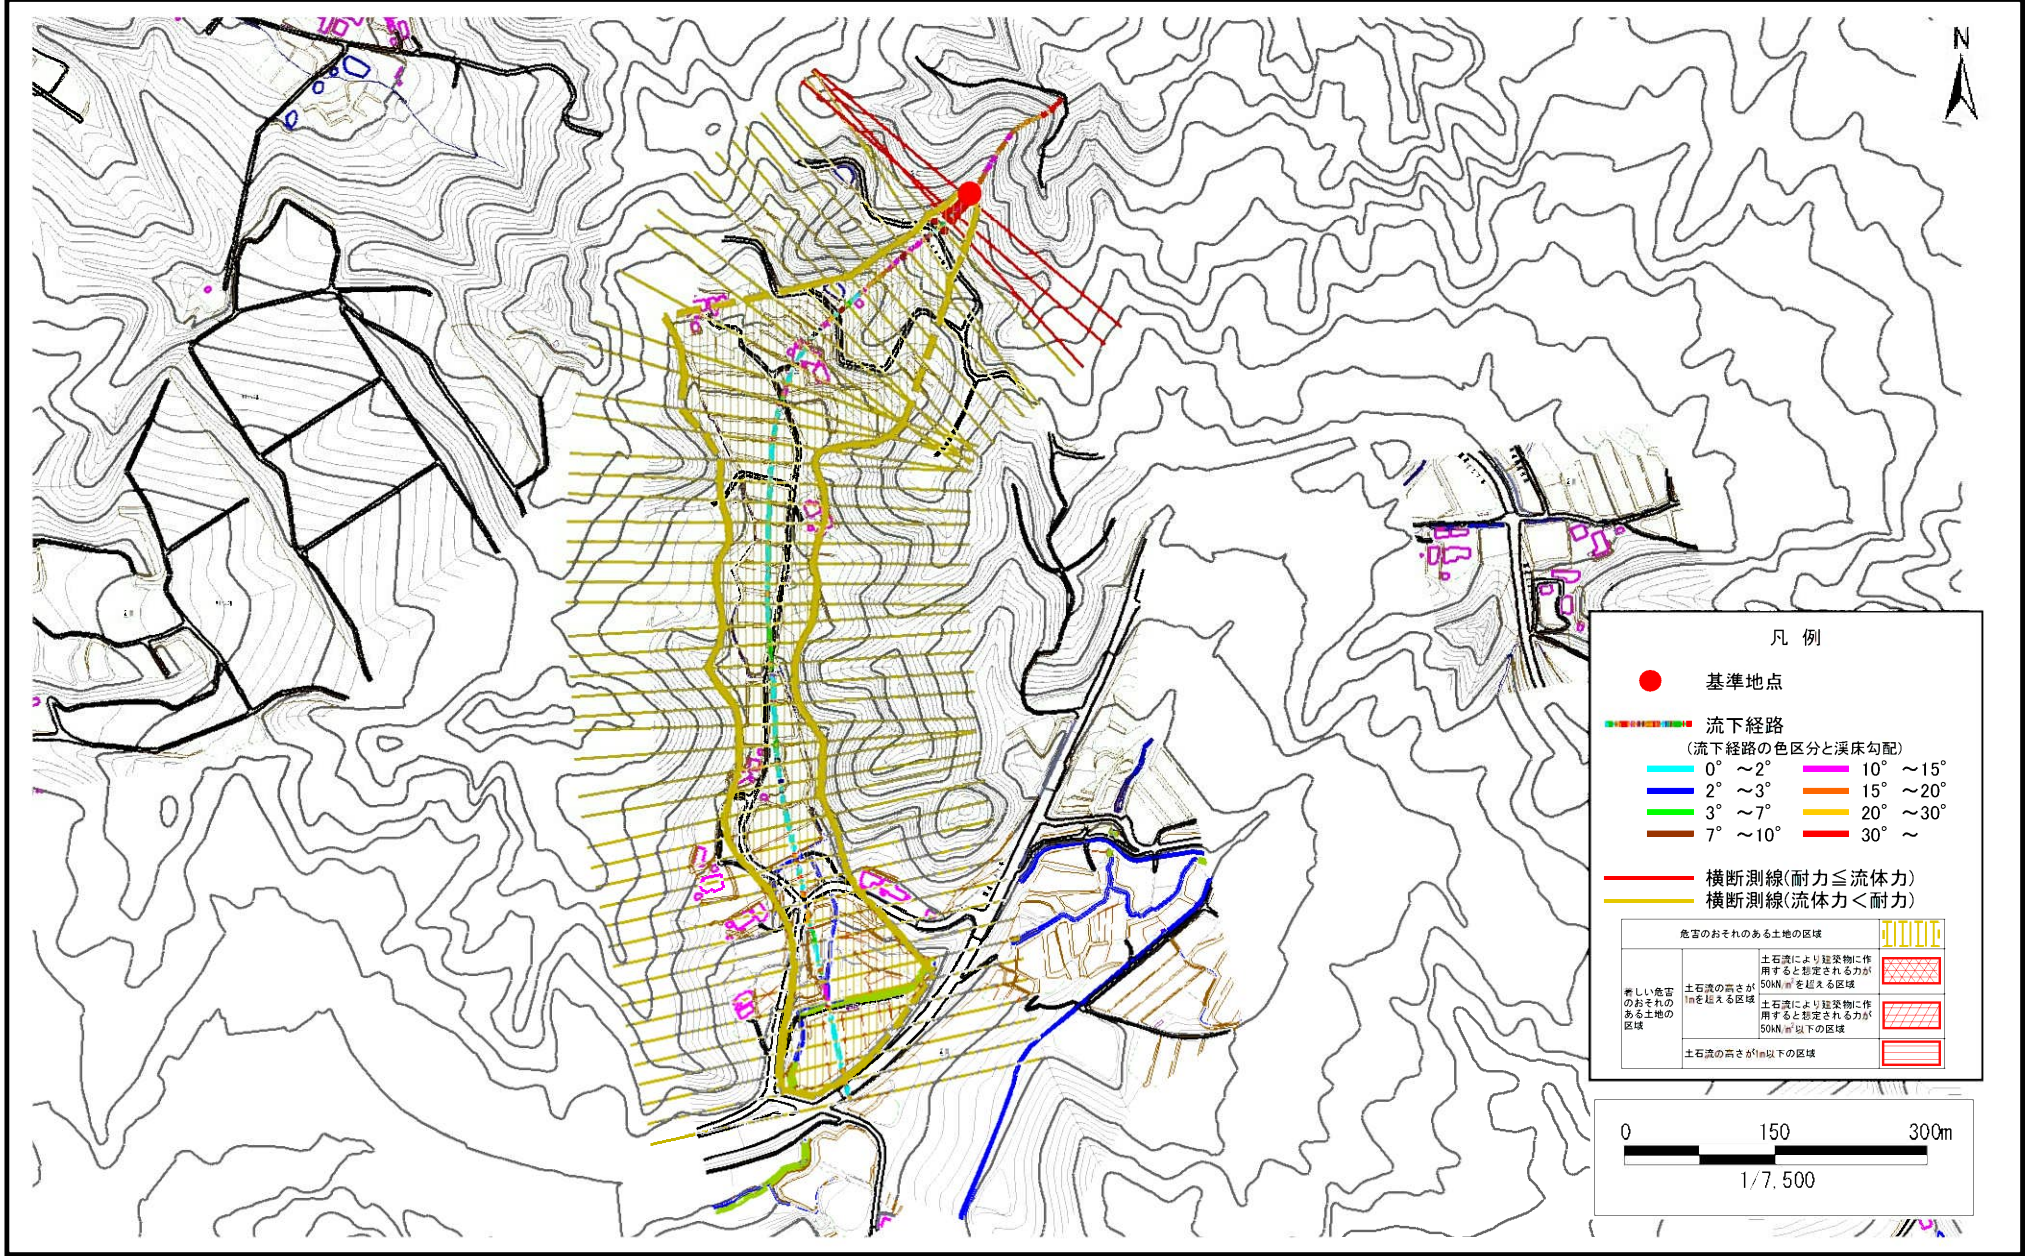 N
凡 例
基準地点
流下経路
(流下経路の色区分と渓床勾配)
0° ～2° 10° ～15°
2° ～3° 15° ～20°
3° ～7° 20° ～30°
7° ～10° 30° ～
横断測線(耐力≦流体力)
横断測線(流体力＜耐力)
危害のおそれのある土地の区域
著しい危害
のおそれの
ある土地の
区域
土石流の高さが
1mを超える区域
土石流により建築物に作
用すると想定される力が
50kN/㎡を超える区域
土石流により建築物に作
用すると想定される力が
50kN/㎡以下の区域
土石流の高さが1m以下の区域
0 150 300m
1/7,500